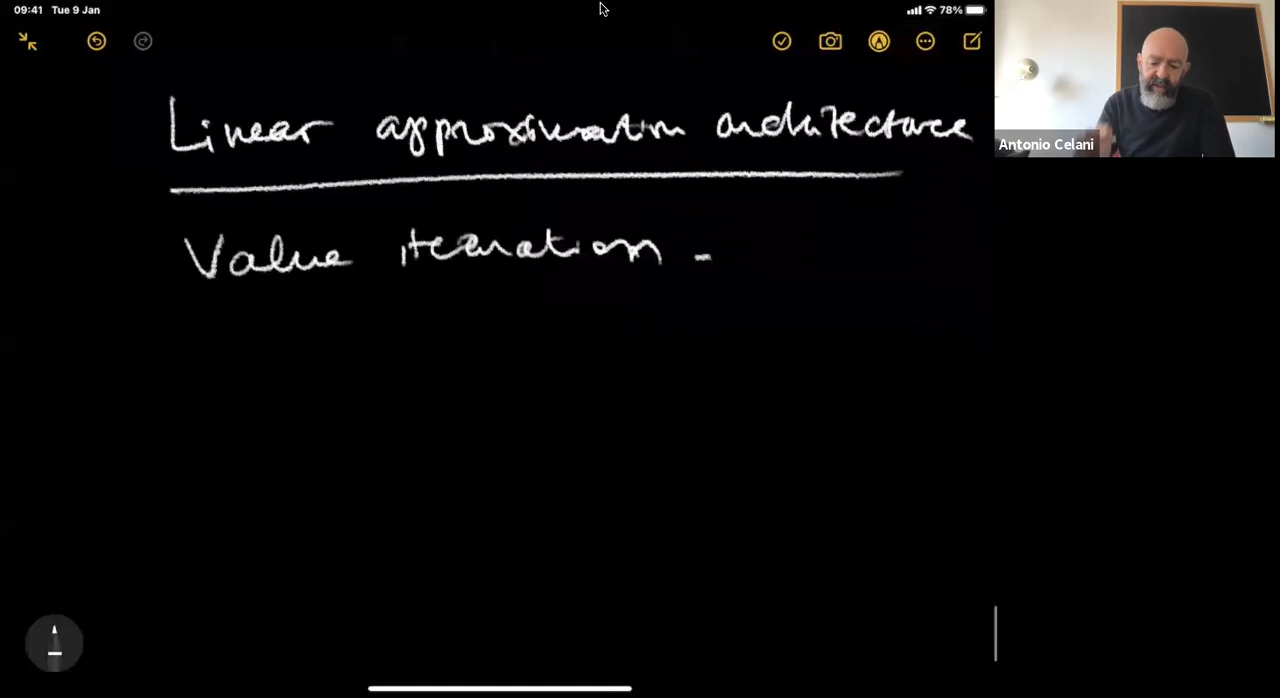 09:41 Tue 9 Jan
78%
Linear approximation architecture
Antonio Celani
Value iteration -